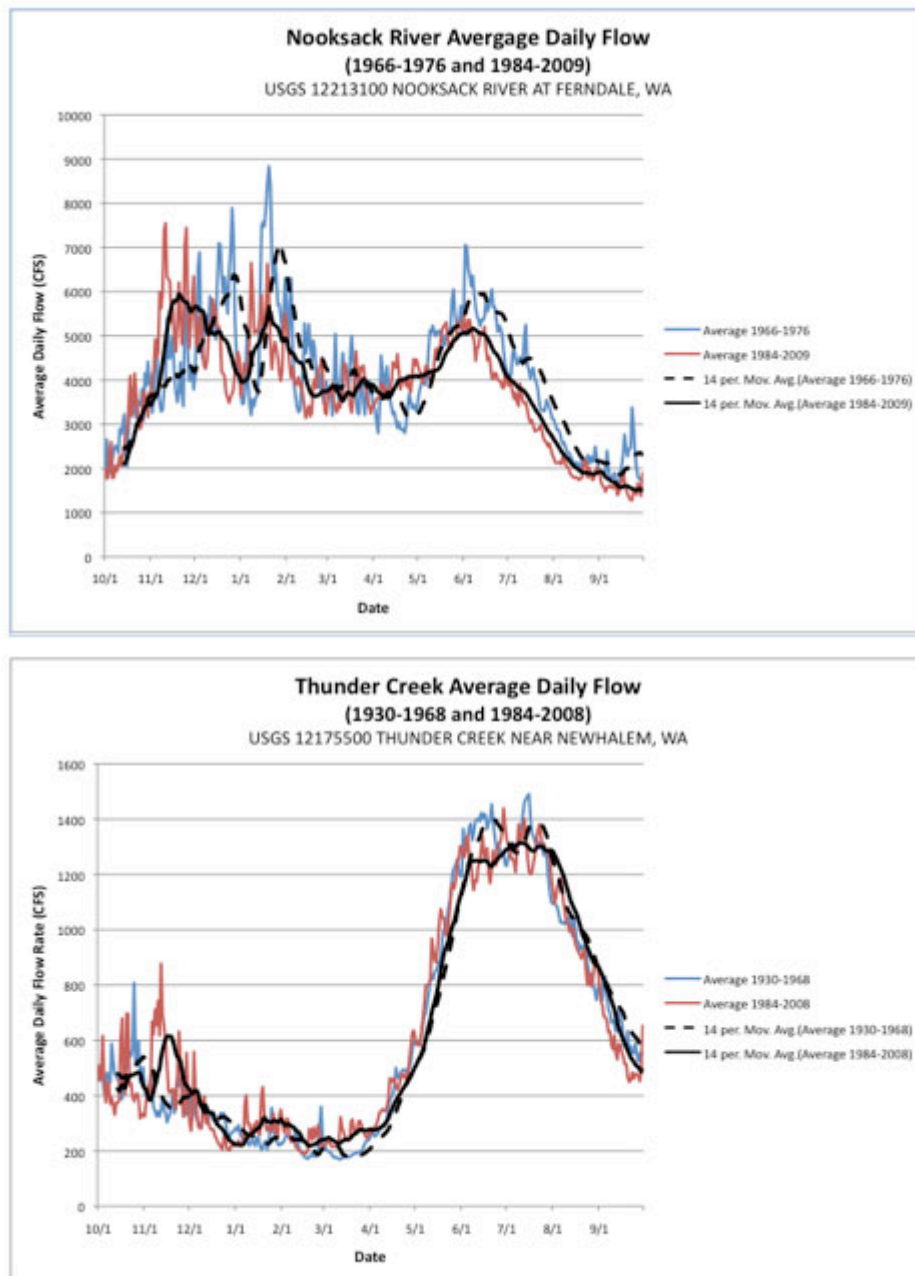 Nooksack River Avergage Daily Flow
(1966-1976 and 1984-2009)
USGS 12213100 NOOKSACK RIVER AT FERNDALE, WA
Average Daily Flow (CFS)
10000
9000
8000
7000
6000
5000
4000
3000
2000
1000
0
10/1 11/1 12/1 1/1 2/1 3/1 4/1 5/1 6/1 7/1 8/1 9/1
Date
Average 1966-1976
Average 1984-2009
14 per. Mov. Avg.(Average 1966-1976)
14 per. Mov. Avg.(Average 1984-2009)
Thunder Creek Average Daily Flow
(1930-1968 and 1984-2008)
USGS 12175500 THUNDER CREEK NEAR NEWHALEM, WA
Average Daily Flow Rate (CFS)
1600
1400
1200
1000
800
600
400
200
0
10/1 11/1 12/1 1/1 2/1 3/1 4/1 5/1 6/1 7/1 8/1 9/1
Date
Average 1930-1968
Average 1984-2008
14 per. Mov. Avg.(Average 1930-1968)
14 per. Mov. Avg.(Average 1984-2008)